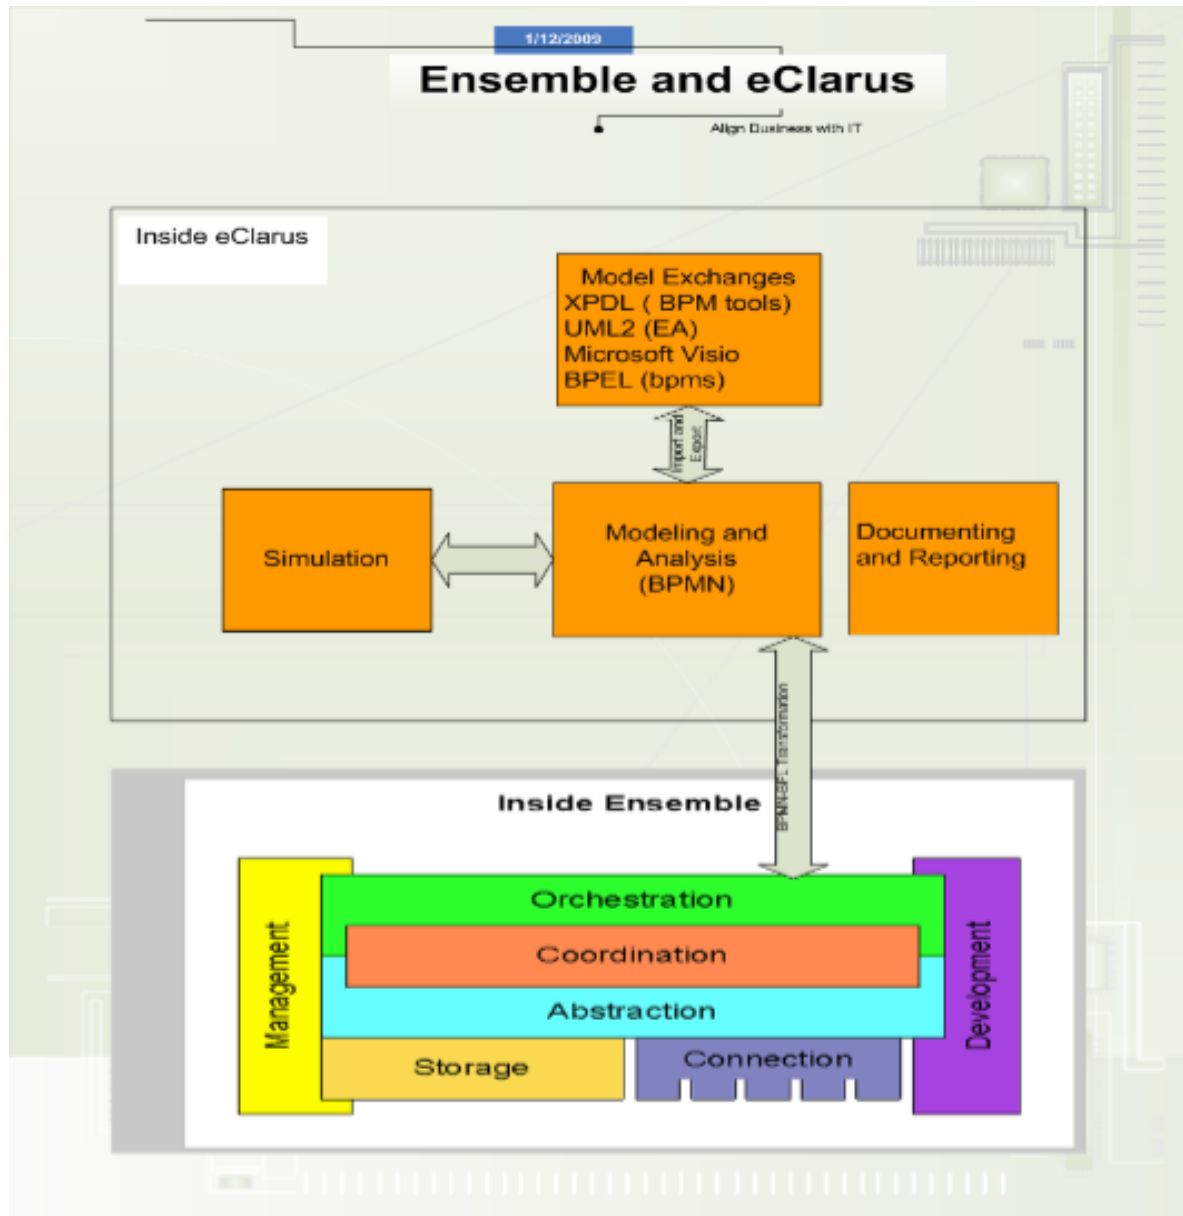 1/12/2009
Ensemble and eClarus
Align Business with IT
Inside eClarus
Model Exchanges
XPDL ( BPM tools)
UML2 (EA)
Microsoft Visio
BPEL (bpms)
Import and
Export
Simulation
Modeling and
Analysis
(BPMN)
Documenting
and Reporting
BPMN-BPL Transformation
Inside Ensemble
Management
Orchestration
Coordination
Abstraction
Storage
Connection
Development